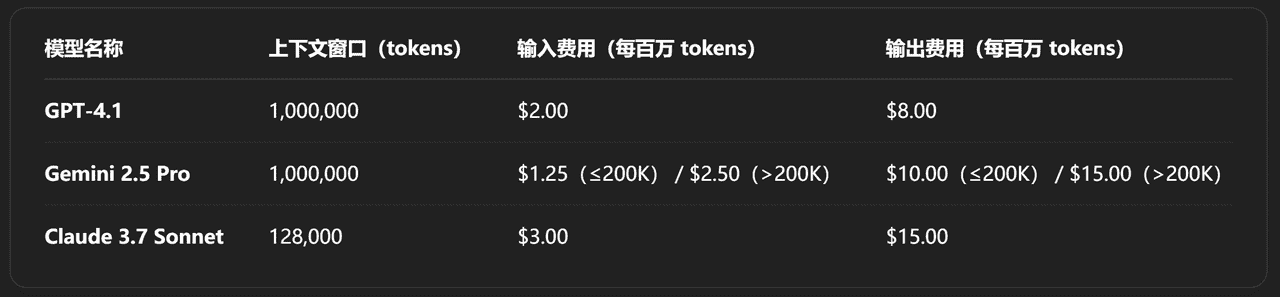 模型名称 上下文窗口（tokens） 输入费用（每百万 tokens） 输出费用（每百万 tokens）
GPT-4.1 1,000,000 $2.00 $8.00
Gemini 2.5 Pro 1,000,000 $1.25（≤200K） / $2.50（>200K） $10.00（≤200K） / $15.00（>200K）
Claude 3.7 Sonnet 128,000 $3.00 $15.00